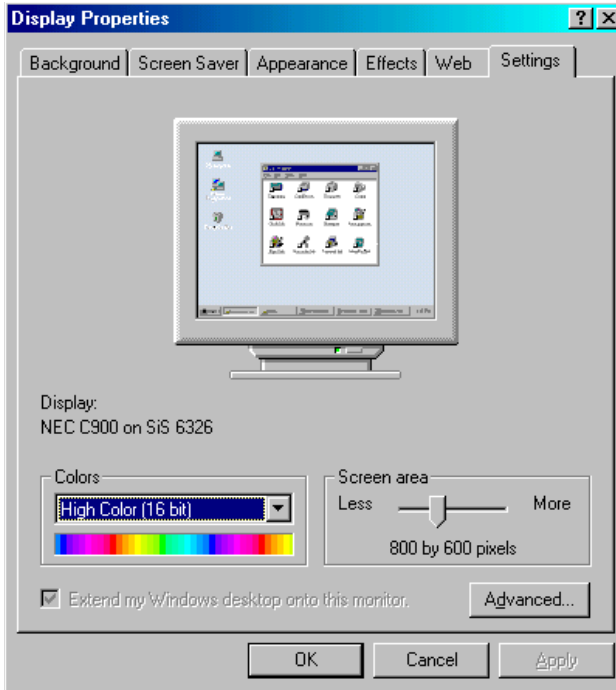 Display Properties
Background Screen Saver Appearance Effects Web Settings
Display:
NEC C900 on SiS 6326
Colors
High Color (16 bit)
Screen area
Less More
800 by 600 pixels
Extend my Windows desktop onto this monitor.
Advanced...
OK Cancel Apply